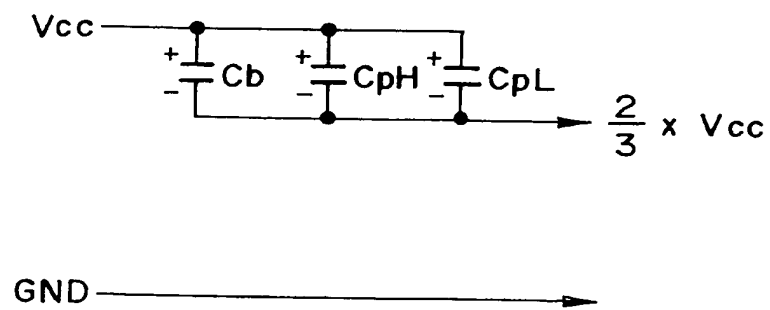 Vcc
+ + +
Cb CpH CpL
- - -
2/3 x Vcc
GND